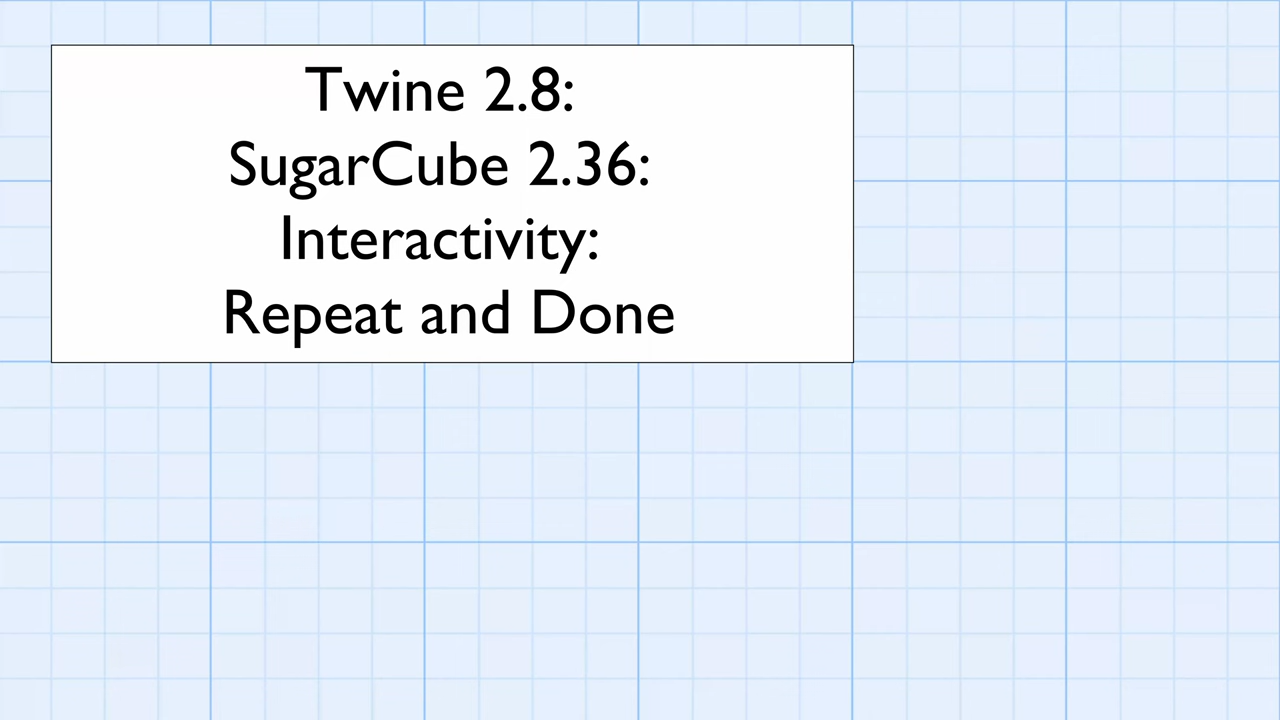 Twine 2.8:
SugarCube 2.36:
Interactivity:
Repeat and Done